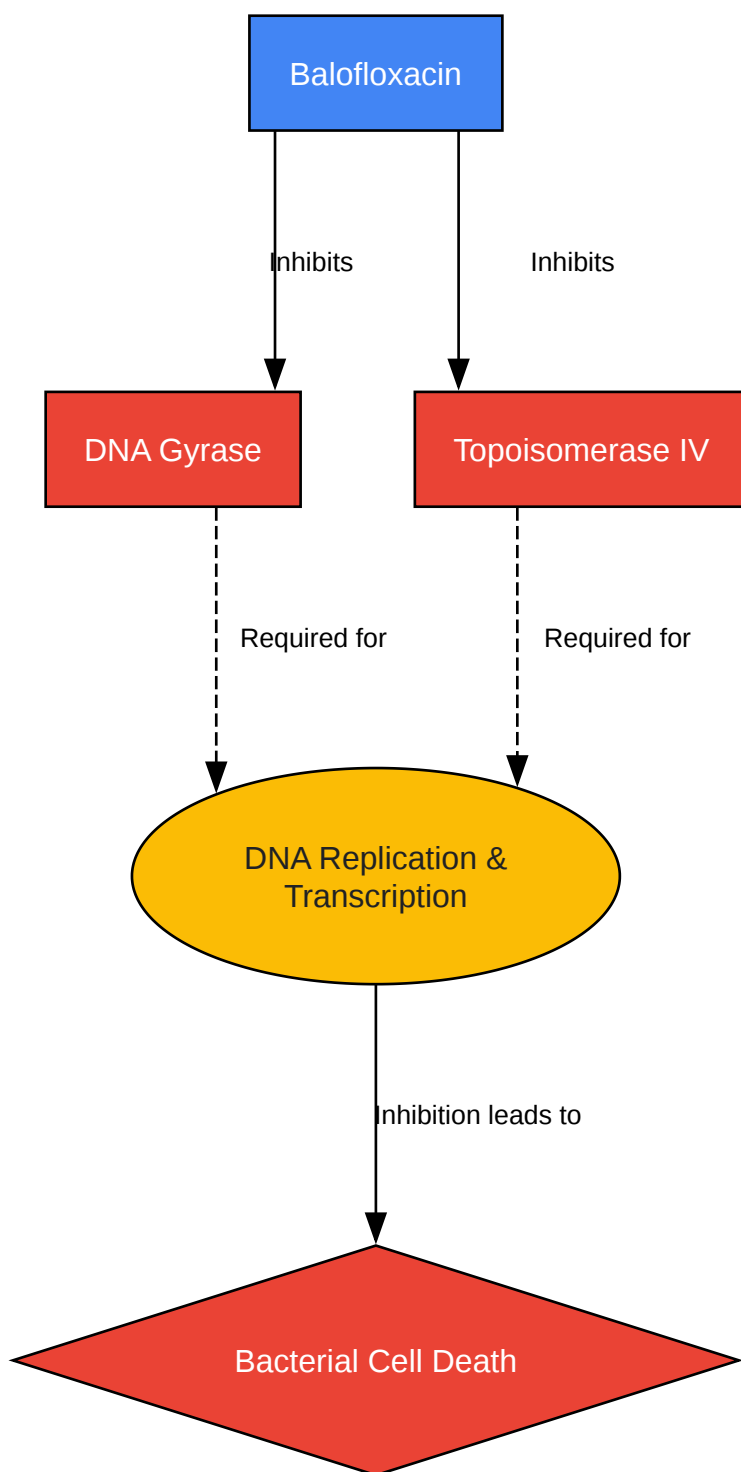 Balofloxacin
Inhibits
Inhibits
DNA Gyrase
Topoisomerase IV
Required for
Required for
DNA Replication &
Transcription
Inhibition leads to
Bacterial Cell Death